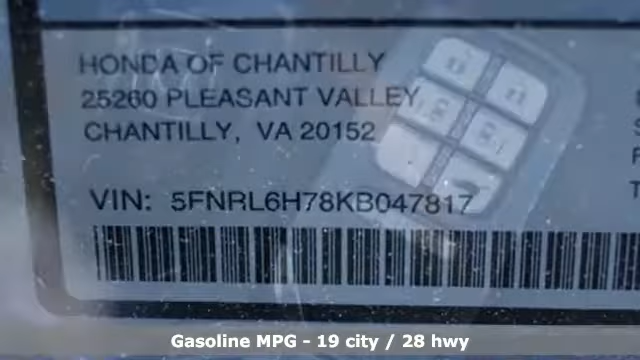 HONDA OF CHANTILLY
25260 PLEASANT VALLEY
CHANTILLY, VA 20152
VIN: 5FNRL6H78KB047817
Gasoline MPG - 19 city / 28 hwy